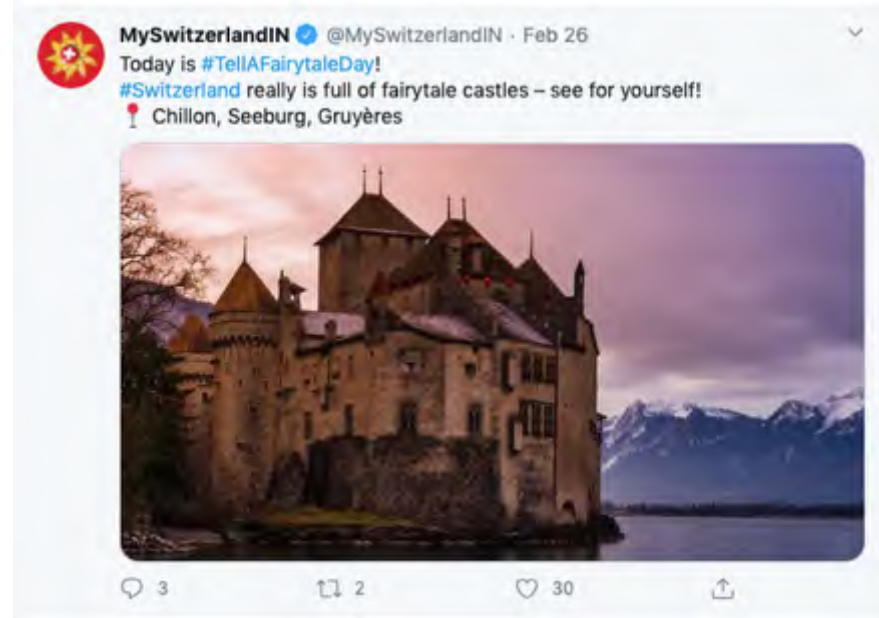 MySwitzerlandIN @MySwitzerlandIN · Feb 26
Today is #TellAFairytaleDay!
#Switzerland really is full of fairytale castles – see for yourself!
Chillon, Seeburg, Gruyères
3 2 30